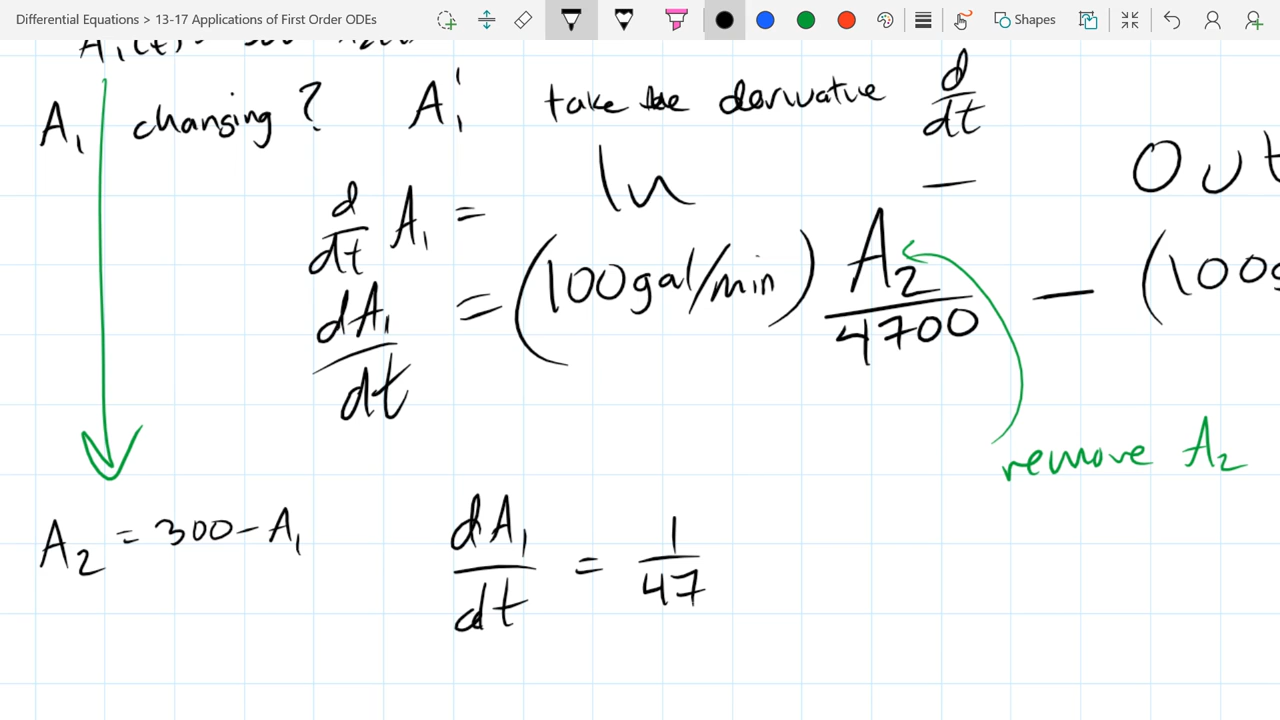 Differential Equations > 13-17 Applications of First Order ODEs
Shapes
A₁ changing? A₁' take the derivative d/dt
d/dt A₁ = In − Out
dA₁/dt = (100gal/min) A₂/4700 − (100g
remove A₂
A₂ = 300 − A₁
dA₁/dt = 1/47